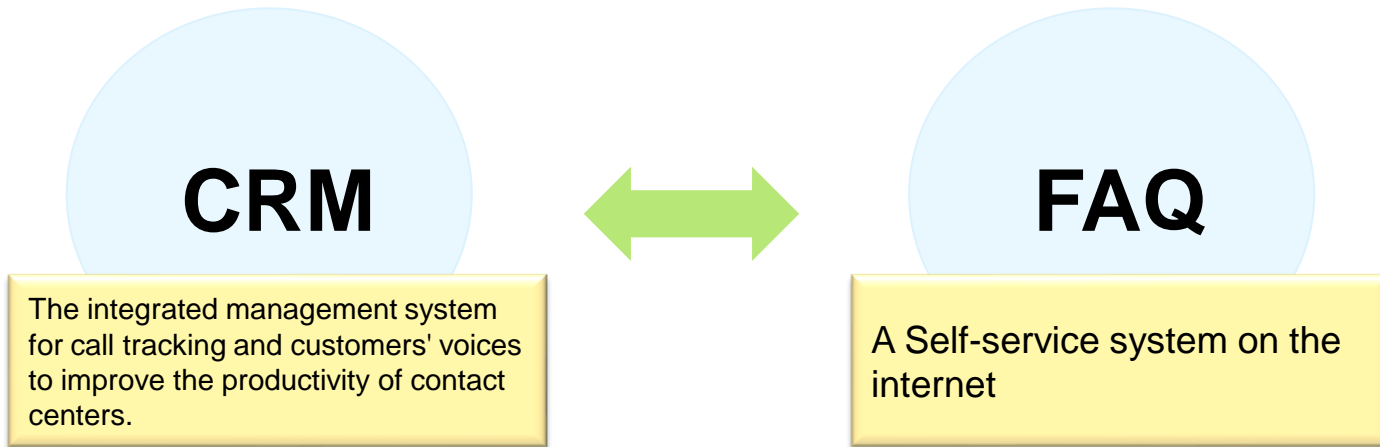 CRM
FAQ
The integrated management system
for call tracking and customers' voices
to improve the productivity of contact
centers.
A Self-service system on the
internet